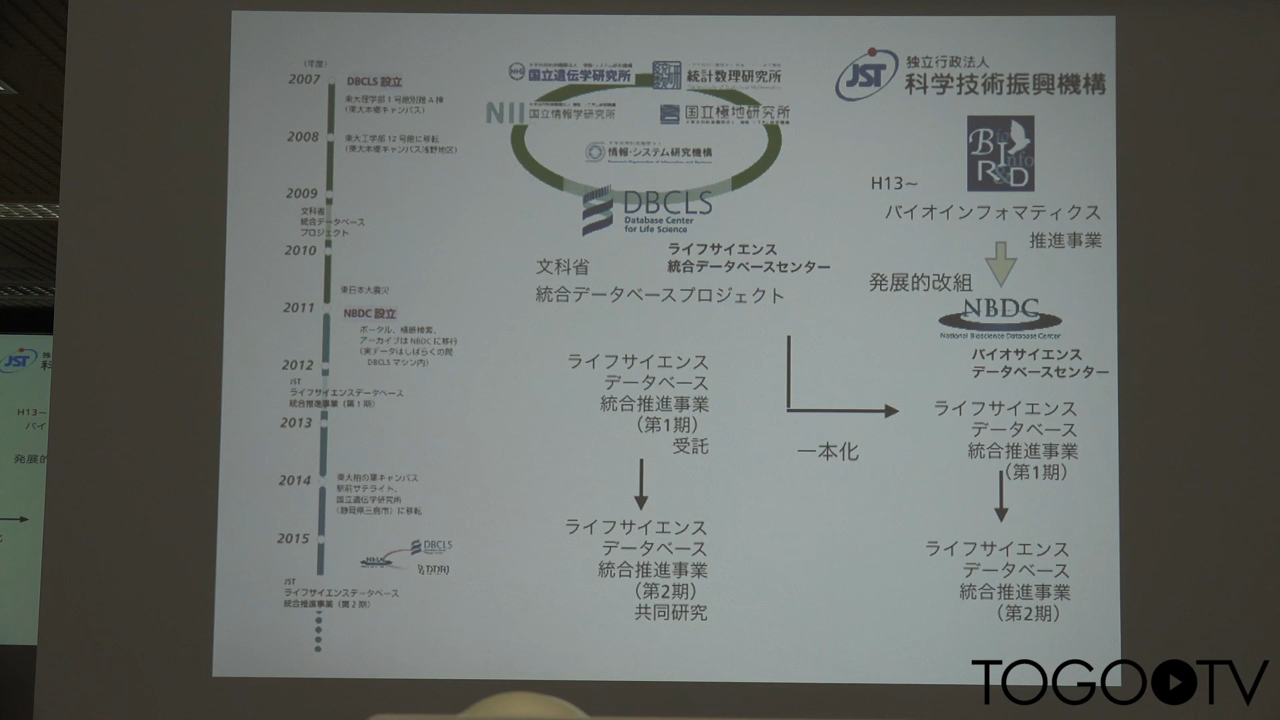 (年度)
2007
DBCLS 設立
東大理学部1号館別館A棟
(東大本郷キャンパス)
2008
東大工学部12号館に移転
(東大本郷キャンパス浅野地区)
2009
文科省
統合データベース
プロジェクト
2010
東日本大震災
2011
NBDC 設立
ポータル、横断検索、
アーカイブは NBDC に移行
(実データはしばらくの間
DBCLS マシン内)
2012
JST
ライフサイエンスデータベース
統合推進事業(第1期)
2013
2014
東大柏の葉キャンパス
駅前サテライト、
国立遺伝学研究所
(静岡県三島市)に移転
2015
NBDC
DBCLS
DDBJ
JST
ライフサイエンスデータベース
統合推進事業(第2期)
国立遺伝学研究所
統計数理研究所
NII 国立情報学研究所
国立極地研究所
情報・システム研究機構
DBCLS
Database Center
for Life Science
ライフサイエンス
統合データベースセンター
文科省
統合データベースプロジェクト
ライフサイエンス
データベース
統合推進事業
(第1期)
受託
ライフサイエンス
データベース
統合推進事業
(第2期)
共同研究
一本化
JST
独立行政法人
科学技術振興機構
Bio
Info
R&D
H13~
バイオインフォマティクス
推進事業
発展的改組
NBDC
National Bioscience Database Center
バイオサイエンス
データベースセンター
ライフサイエンス
データベース
統合推進事業
(第1期)
ライフサイエンス
データベース
統合推進事業
(第2期)
JST
H13~
バイ
発展的
TOGOTV